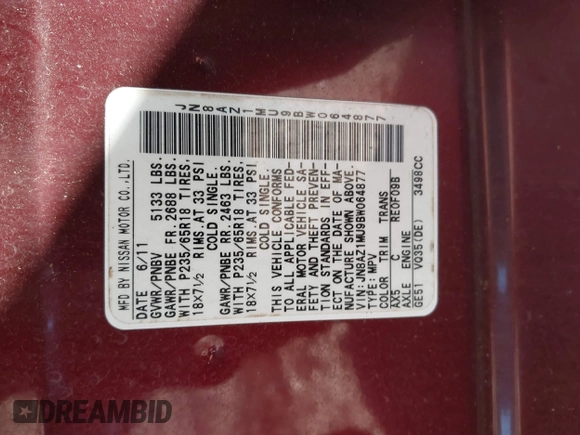 JN8AZ1MU9BW064877
MFD BY NISSAN MOTOR CO.,LTD.
DATE 6/11
GVWR/PNBV 5133 LBS.
GAWR/PNBE FR. 2688 LBS.
WITH P235/65R18 TIRES,
18X7½ RIMS.AT 33 PSI
COLD SINGLE.
GAWR/PNBE RR. 2463 LBS.
WITH P235/65R18 TIRES,
18X7½ RIMS.AT 33 PSI
COLD SINGLE.
THIS VEHICLE CONFORMS
TO ALL APPLICABLE FED-
ERAL MOTOR VEHICLE SA-
FETY AND THEFT PREVEN-
TION STANDARDS IN EFF-
ECT ON THE DATE OF MA-
NUFACTURE SHOWN ABOVE.
VIN:JN8AZ1MU9BW064877
TYPE:MPV
COLOR TRIM TRANS
AX5 C RE0F09B
AXLE ENGINE
GE51 VQ35(DE) 3498CC
DREAMBID